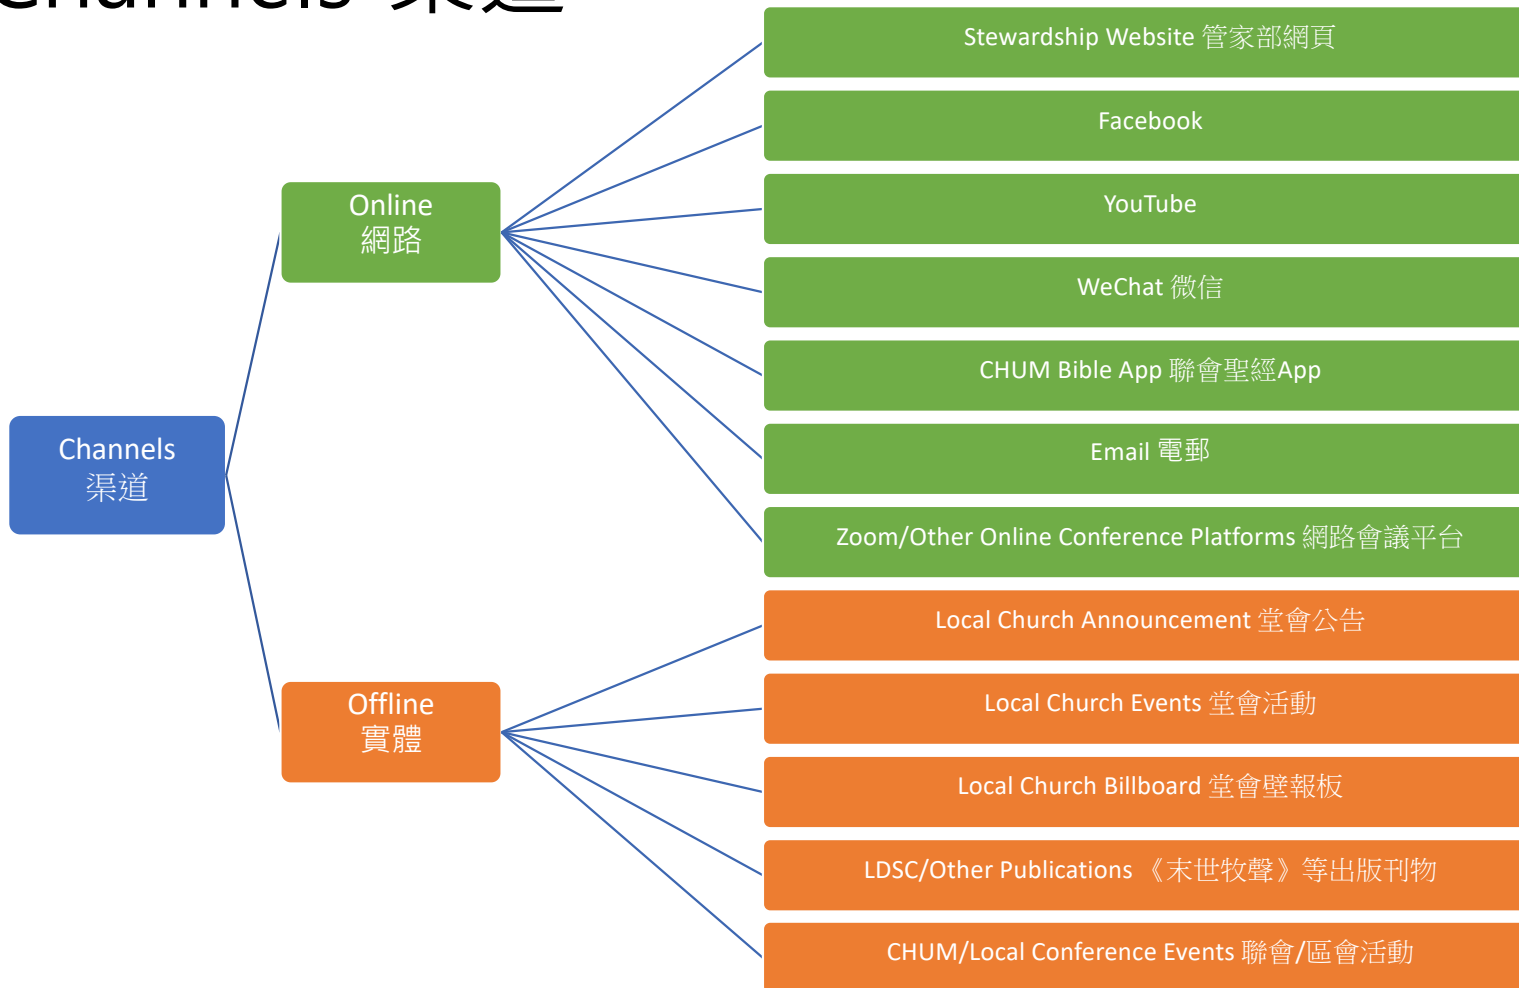 Channels 渠道
Stewardship Website 管家部網頁
Facebook
YouTube
WeChat 微信
CHUM Bible App 聯會聖經App
Email 電郵
Zoom/Other Online Conference Platforms 網路會議平台
Online
網路
Channels
渠道
Offline
實體
Local Church Announcement 堂會公告
Local Church Events 堂會活動
Local Church Billboard 堂會壁報板
LDSC/Other Publications 《末世牧聲》等出版刊物
CHUM/Local Conference Events 聯會/區會活動